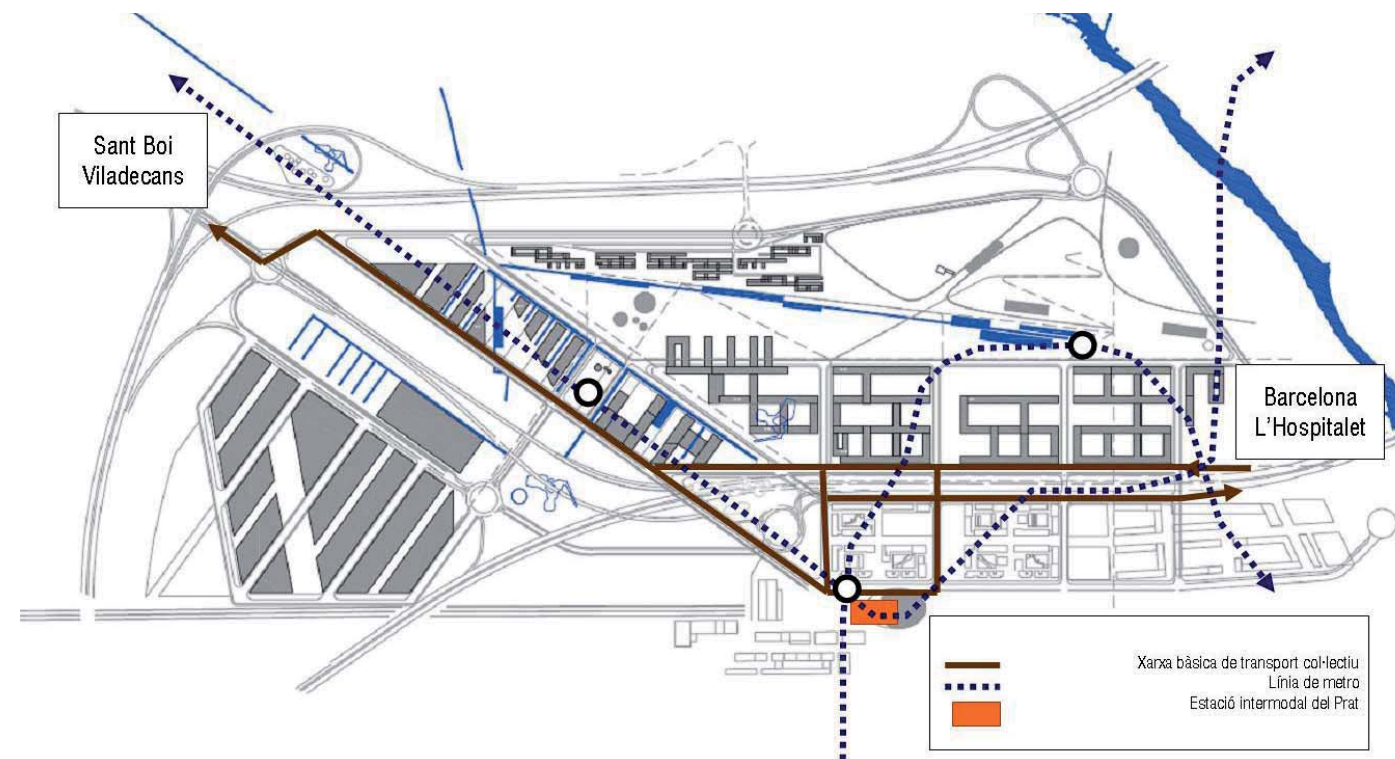 Sant Boi
Viladecans
Barcelona
L'Hospitalet
Xarxa bàsica de transport col·lectiu
Línia de metro
Estació intermodal del Prat